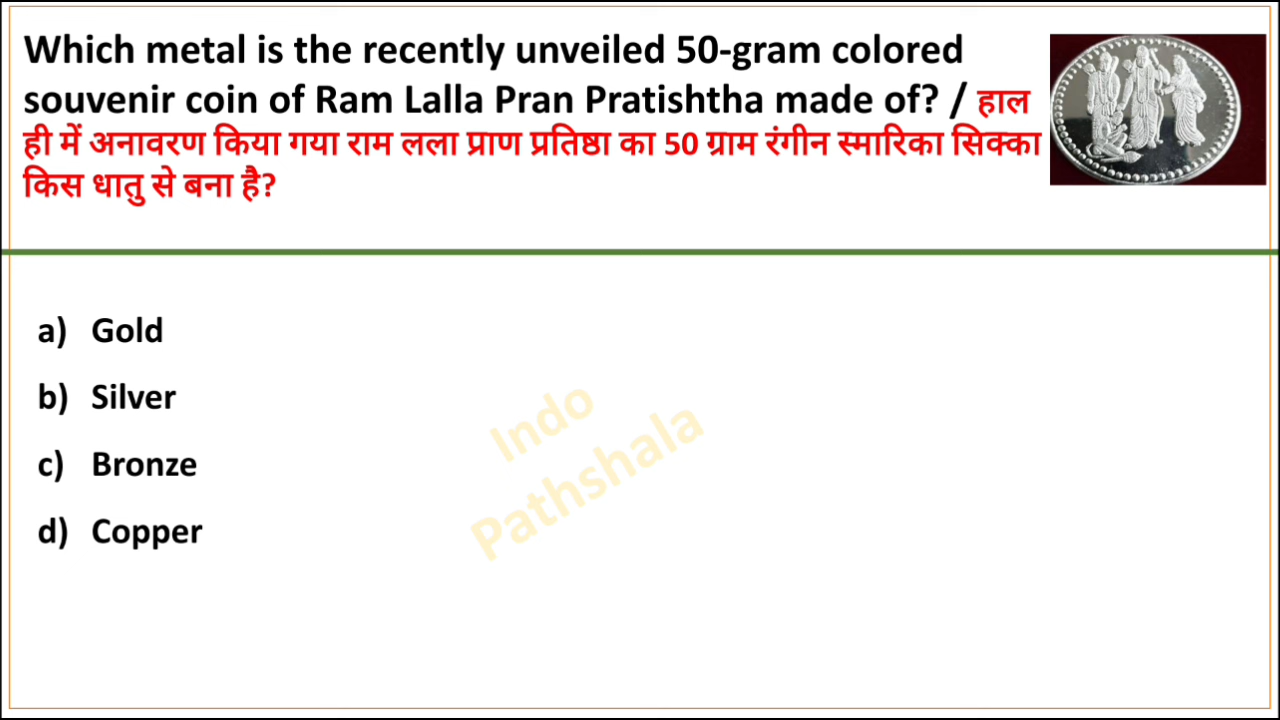 Which metal is the recently unveiled 50-gram colored
souvenir coin of Ram Lalla Pran Pratishtha made of? / हाल
ही में अनावरण किया गया राम लला प्राण प्रतिष्ठा का 50 ग्राम रंगीन स्मारिका सिक्का
किस धातु से बना है?
a) Gold
b) Silver
c) Bronze
d) Copper
Indo
Pathshala